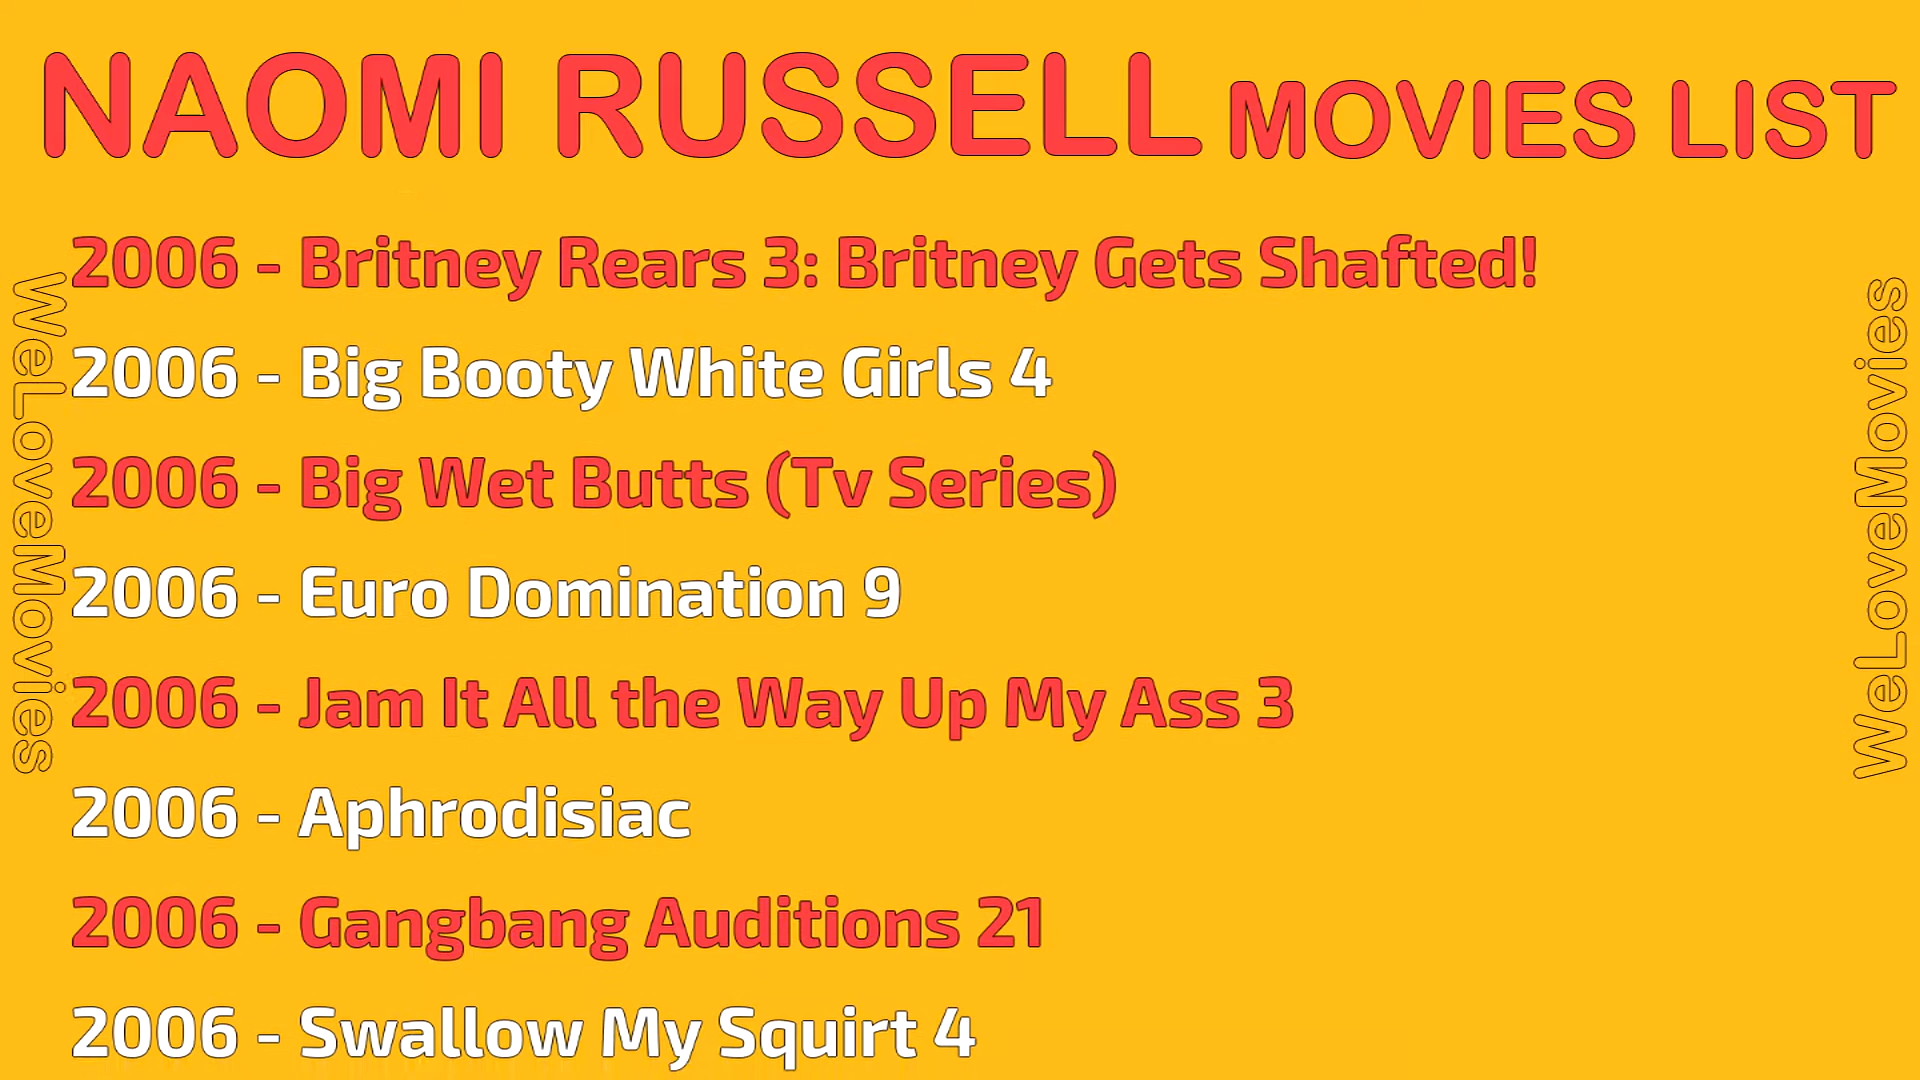 NAOMI RUSSELL MOVIES LIST
2006 - Britney Rears 3: Britney Gets Shafted!
2006 - Big Booty White Girls 4
2006 - Big Wet Butts (Tv Series)
2006 - Euro Domination 9
2006 - Jam It All the Way Up My Ass 3
2006 - Aphrodisiac
2006 - Gangbang Auditions 21
2006 - Swallow My Squirt 4
WeLoveMovies
WeLoveMovies